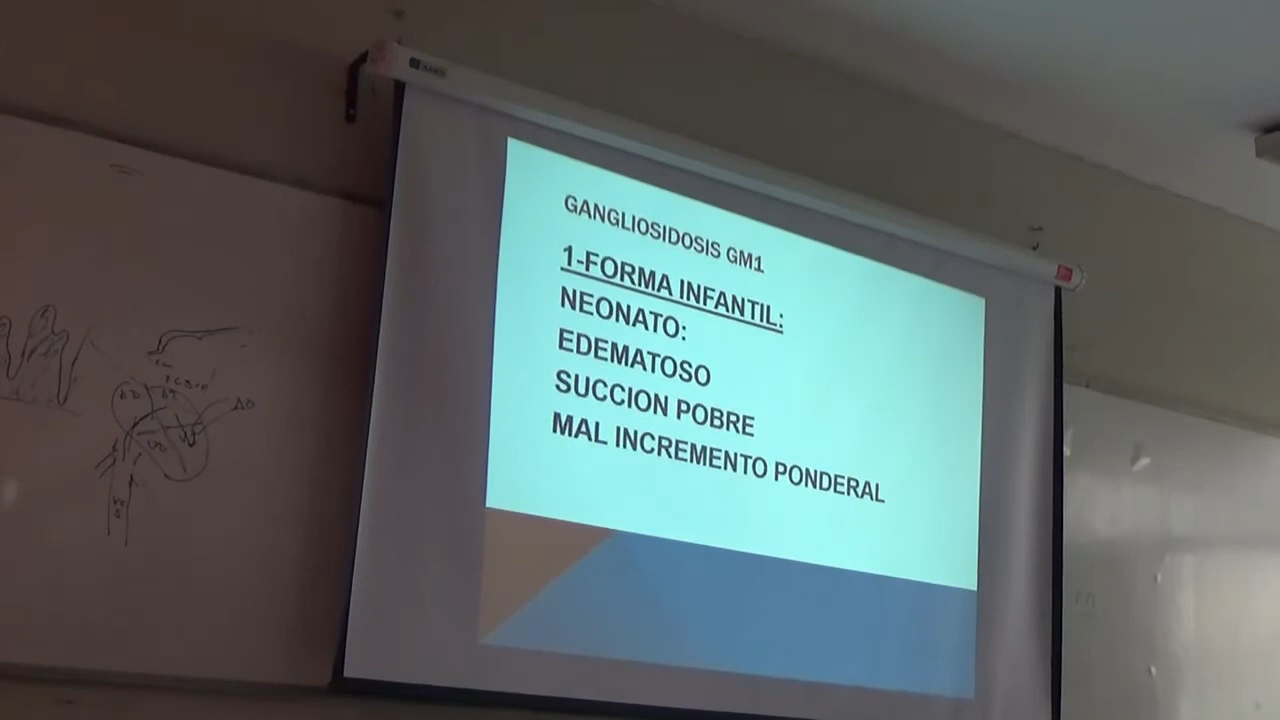 GANGLIOSIDOSIS GM1
1-FORMA INFANTIL:
NEONATO:
EDEMATOSO
SUCCION POBRE
MAL INCREMENTO PONDERAL